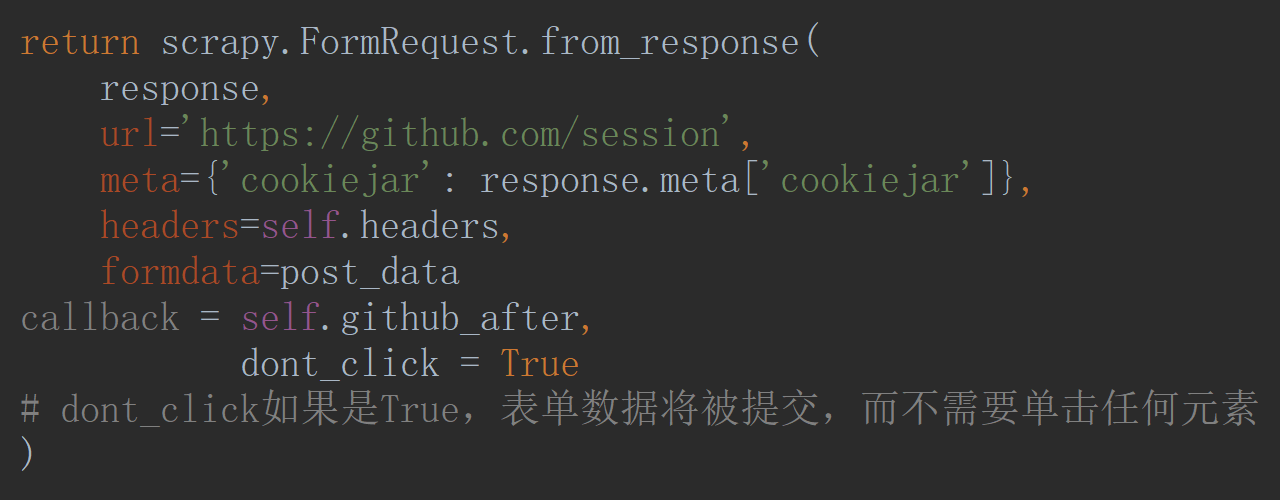 return scrapy.FormRequest.from_response(
    response,
    url='https://github.com/session',
    meta={'cookiejar': response.meta['cookiejar']},
    headers=self.headers,
    formdata=post_data
callback = self.github_after,
           dont_click = True
# dont_click如果是True，表单数据将被提交，而不需要单击任何元素
)